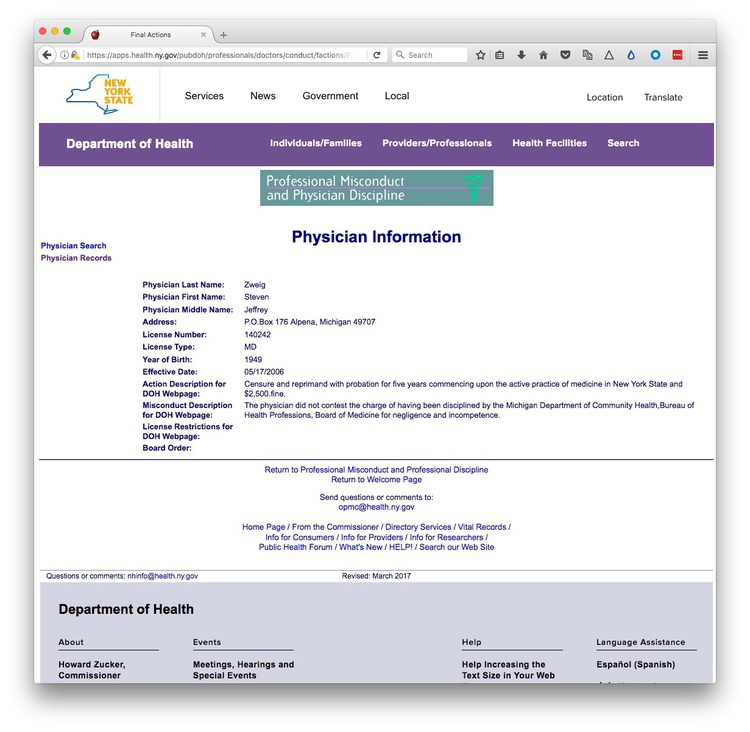 Final Actions
https://apps.health.ny.gov/pubdoh/professionals/doctors/conduct/factions/
Search
NEW
YORK
STATE
Services News Government Local
Location Translate
Department of Health
Individuals/Families Providers/Professionals Health Facilities Search
Professional Misconduct
and Physician Discipline
Physician Information
Physician Search
Physician Records
Physician Last Name: Zweig
Physician First Name: Steven
Physician Middle Name: Jeffrey
Address: P.O.Box 176 Alpena, Michigan 49707
License Number: 140242
License Type: MD
Year of Birth: 1949
Effective Date: 05/17/2006
Action Description for DOH Webpage: Censure and reprimand with probation for five years commencing upon the active practice of medicine in New York State and
$2,500.fine.
Misconduct Description for DOH Webpage: The physician did not contest the charge of having been disciplined by the Michigan Department of Community Health,Bureau of
Health Professions, Board of Medicine for negligence and incompetence.
License Restrictions for
DOH Webpage:
Board Order:
Return to Professional Misconduct and Professional Discipline
Return to Welcome Page
Send questions or comments to:
opmc@health.ny.gov
Home Page / From the Commissioner / Directory Services / Vital Records /
Info for Consumers / Info for Providers / Info for Researchers /
Public Health Forum / What's New / HELP! / Search our Web Site
Questions or comments: nhinfo@health.ny.gov
Revised: March 2017
Department of Health
About Events Help Language Assistance
Howard Zucker,
Commissioner
Meetings, Hearings and
Special Events
Help Increasing the
Text Size in Your Web
Español (Spanish)